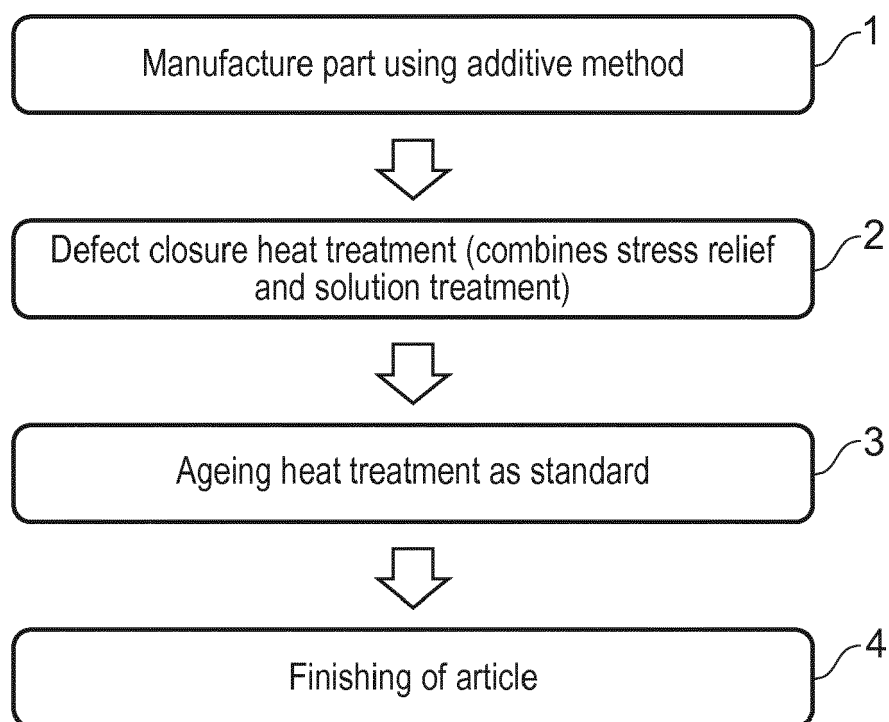 1
Manufacture part using additive method
2
Defect closure heat treatment (combines stress relief
and solution treatment)
3
Ageing heat treatment as standard
4
Finishing of article